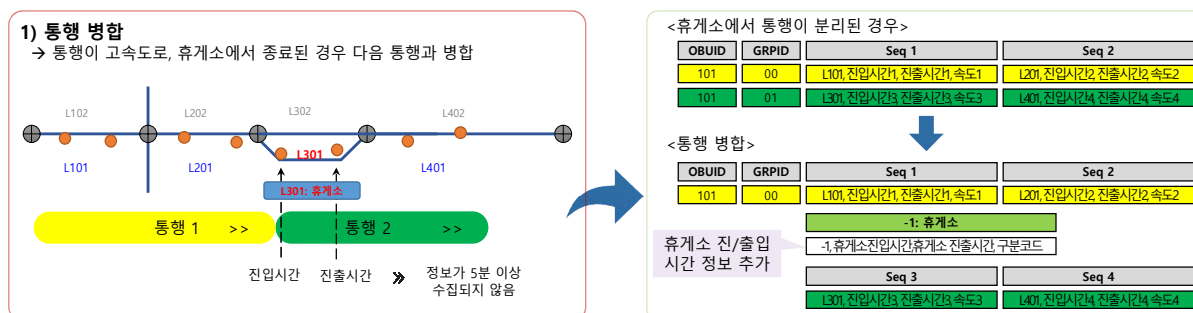 1) 통행 병합
→ 통행이 고속도로, 휴게소에서 종료된 경우 다음 통행과 병합
L102
L202
L302
L402
L101
L201
L301
L401
L301: 휴게소
통행 1 >>
통행 2 >>
진입시간
진출시간
정보가 5분 이상
수집되지 않음
<휴게소에서 통행이 분리된 경우>
OBUID GRPID Seq 1 Seq 2
101 00 L101, 진입시간1, 진출시간1, 속도1 L201, 진입시간2, 진출시간2, 속도2
101 01 L301, 진입시간3, 진출시간3, 속도3 L401, 진입시간4, 진출시간4, 속도4
<통행 병합>
OBUID GRPID Seq 1 Seq 2
101 00 L101, 진입시간1, 진출시간1, 속도1 L201, 진입시간2, 진출시간2, 속도2
-1: 휴게소
-1, 휴게소진입시간,휴게소 진출시간, 구분코드
휴게소 진/출입
시간 정보 추가
Seq 3 Seq 4
L301, 진입시간3, 진출시간3, 속도3 L401, 진입시간4, 진출시간4, 속도4